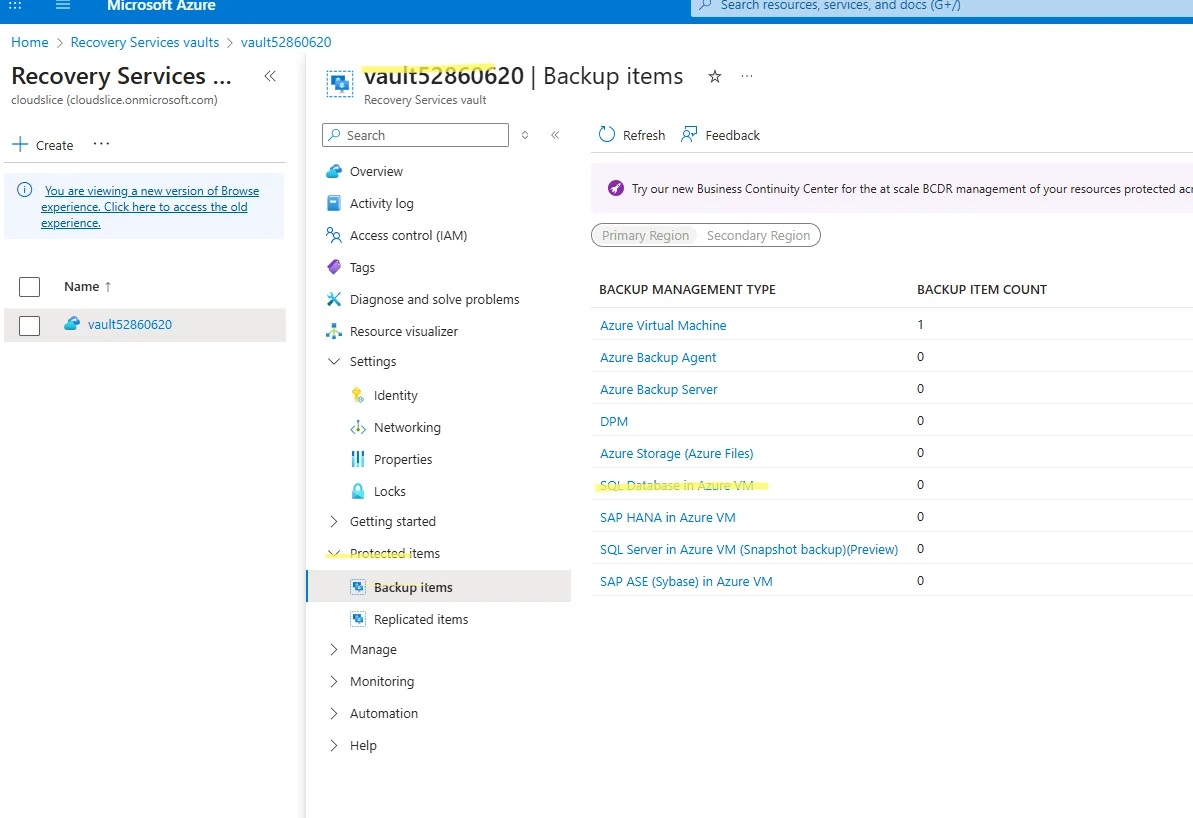 Microsoft Azure
Search resources, services, and docs (G+/)
Home > Recovery Services vaults > vault52860620
Recovery Services ...
cloudslice (cloudslice.onmicrosoft.com)
+ Create ...
You are viewing a new version of Browse
experience. Click here to access the old
experience.
Name ↑
vault52860620
vault52860620 | Backup items
Recovery Services vault
Search
Overview
Activity log
Access control (IAM)
Tags
Diagnose and solve problems
Resource visualizer
Settings
Identity
Networking
Properties
Locks
Getting started
Protected items
Backup items
Replicated items
Manage
Monitoring
Automation
Help
Refresh Feedback
Try our new Business Continuity Center for the at scale BCDR management of your resources protected
Primary Region Secondary Region
BACKUP MANAGEMENT TYPE BACKUP ITEM COUNT
Azure Virtual Machine 1
Azure Backup Agent 0
Azure Backup Server 0
DPM 0
Azure Storage (Azure Files) 0
SQL Database in Azure VM 0
SAP HANA in Azure VM 0
SQL Server in Azure VM (Snapshot backup)(Preview) 0
SAP ASE (Sybase) in Azure VM 0